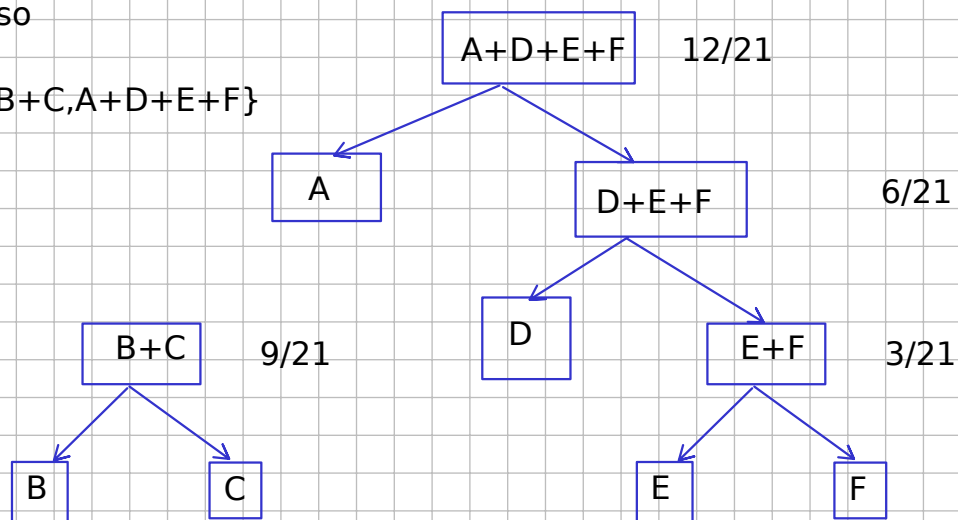 so
A+D+E+F 12/21
B+C,A+D+E+F}
A
D+E+F 6/21
D
B+C 9/21
E+F 3/21
B
C
E
F